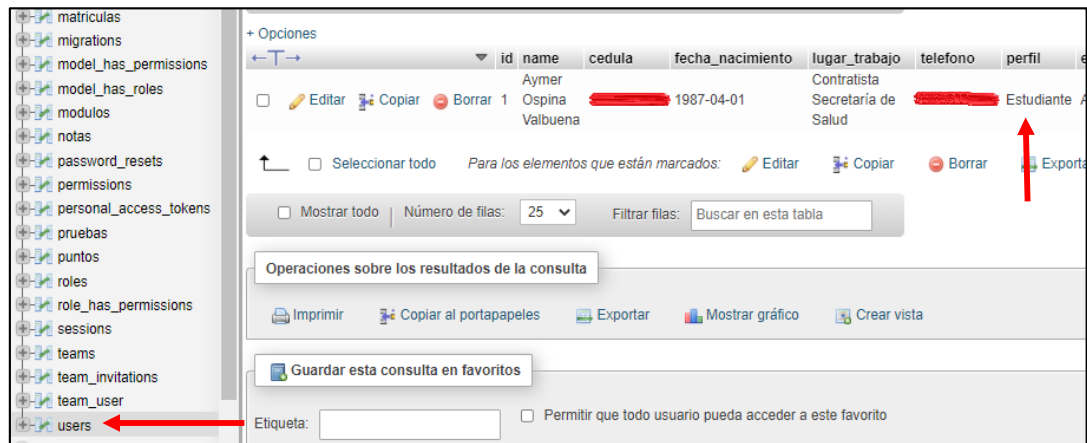 matriculas
migrations
model_has_permissions
model_has_roles
modulos
notas
password_resets
permissions
personal_access_tokens
pruebas
puntos
roles
role_has_permissions
sessions
teams
team_invitations
team_user
users
+ Opciones
←T→ ▼ id name cedula fecha_nacimiento lugar_trabajo telefono perfil
Editar Copiar Borrar 1 Aymer Ospina Valbuena 1987-04-01 Contratista Secretaría de Salud Estudiante
Seleccionar todo Para los elementos que están marcados: Editar Copiar Borrar
Mostrar todo Número de filas: 25 Filtrar filas: Buscar en esta tabla
Operaciones sobre los resultados de la consulta
Imprimir Copiar al portapapeles Exportar Mostrar gráfico Crear vista
Guardar esta consulta en favoritos
Etiqueta: Permitir que todo usuario pueda acceder a este favorito